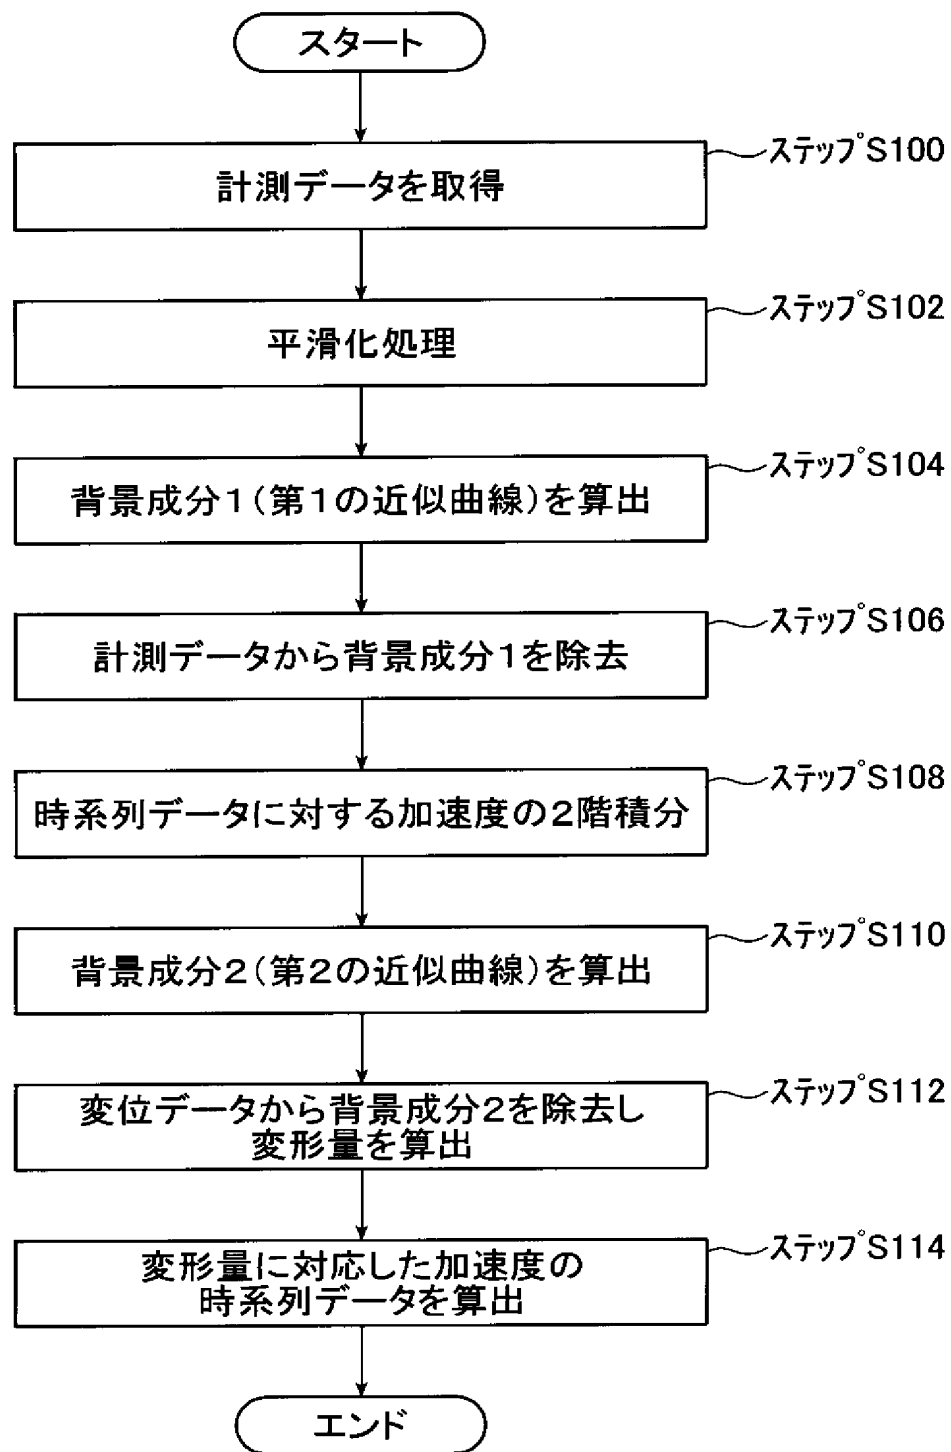 スタート
ステップS100
計測データを取得
ステップS102
平滑化処理
ステップS104
背景成分1(第1の近似曲線)を算出
ステップS106
計測データから背景成分1を除去
ステップS108
時系列データに対する加速度の2階積分
ステップS110
背景成分2(第2の近似曲線)を算出
ステップS112
変位データから背景成分2を除去し
変形量を算出
ステップS114
変形量に対応した加速度の
時系列データを算出
エンド